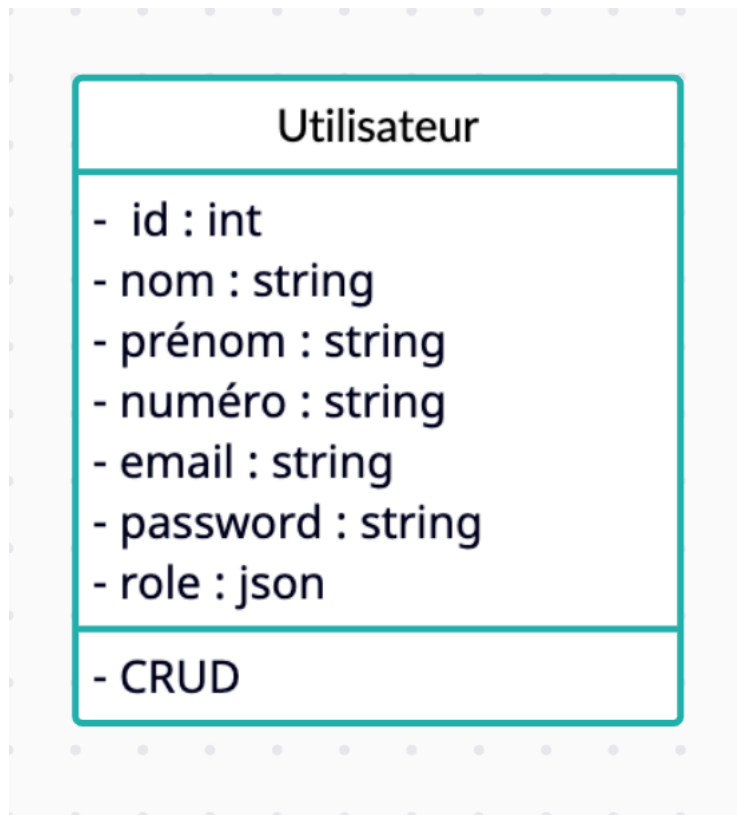 Utilisateur
- id : int
- nom : string
- prénom : string
- numéro : string
- email : string
- password : string
- role : json
- CRUD